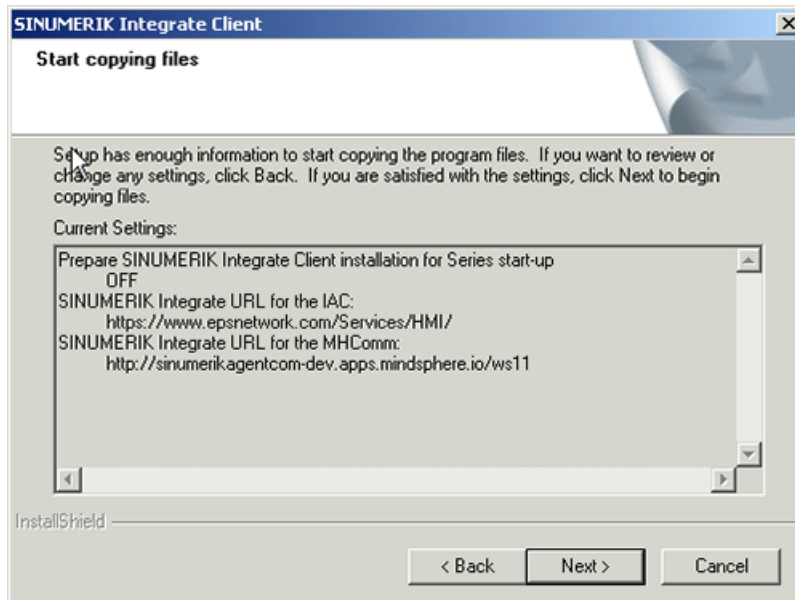 SINUMERIK Integrate Client
Start copying files
Setup has enough information to start copying the program files. If you want to review or
change any settings, click Back. If you are satisfied with the settings, click Next to begin
copying files.
Current Settings:
Prepare SINUMERIK Integrate Client installation for Series start-up
OFF
SINUMERIK Integrate URL for the IAC:
https://www.epsnetwork.com/Services/HMI/
SINUMERIK Integrate URL for the MHComm:
http://sinumerikagentcom-dev.apps.mindsphere.io/ws11
InstallShield
< Back Next > Cancel